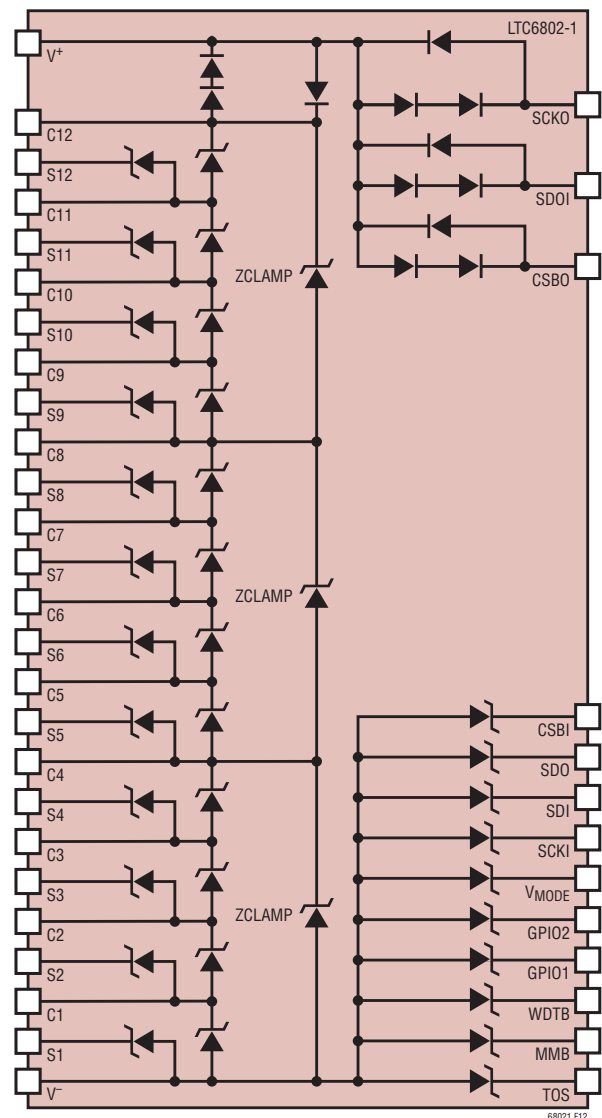 LTC6802-1
V+
C12
S12
C11
S11
C10
S10
C9
S9
C8
S8
C7
S7
C6
S6
C5
S5
C4
S4
C3
S3
C2
S2
C1
S1
V–
ZCLAMP
ZCLAMP
ZCLAMP
SCKO
SDOI
CSBO
CSBI
SDO
SDI
SCKI
VMODE
GPIO2
GPIO1
WDTB
MMB
TOS
68021 F12